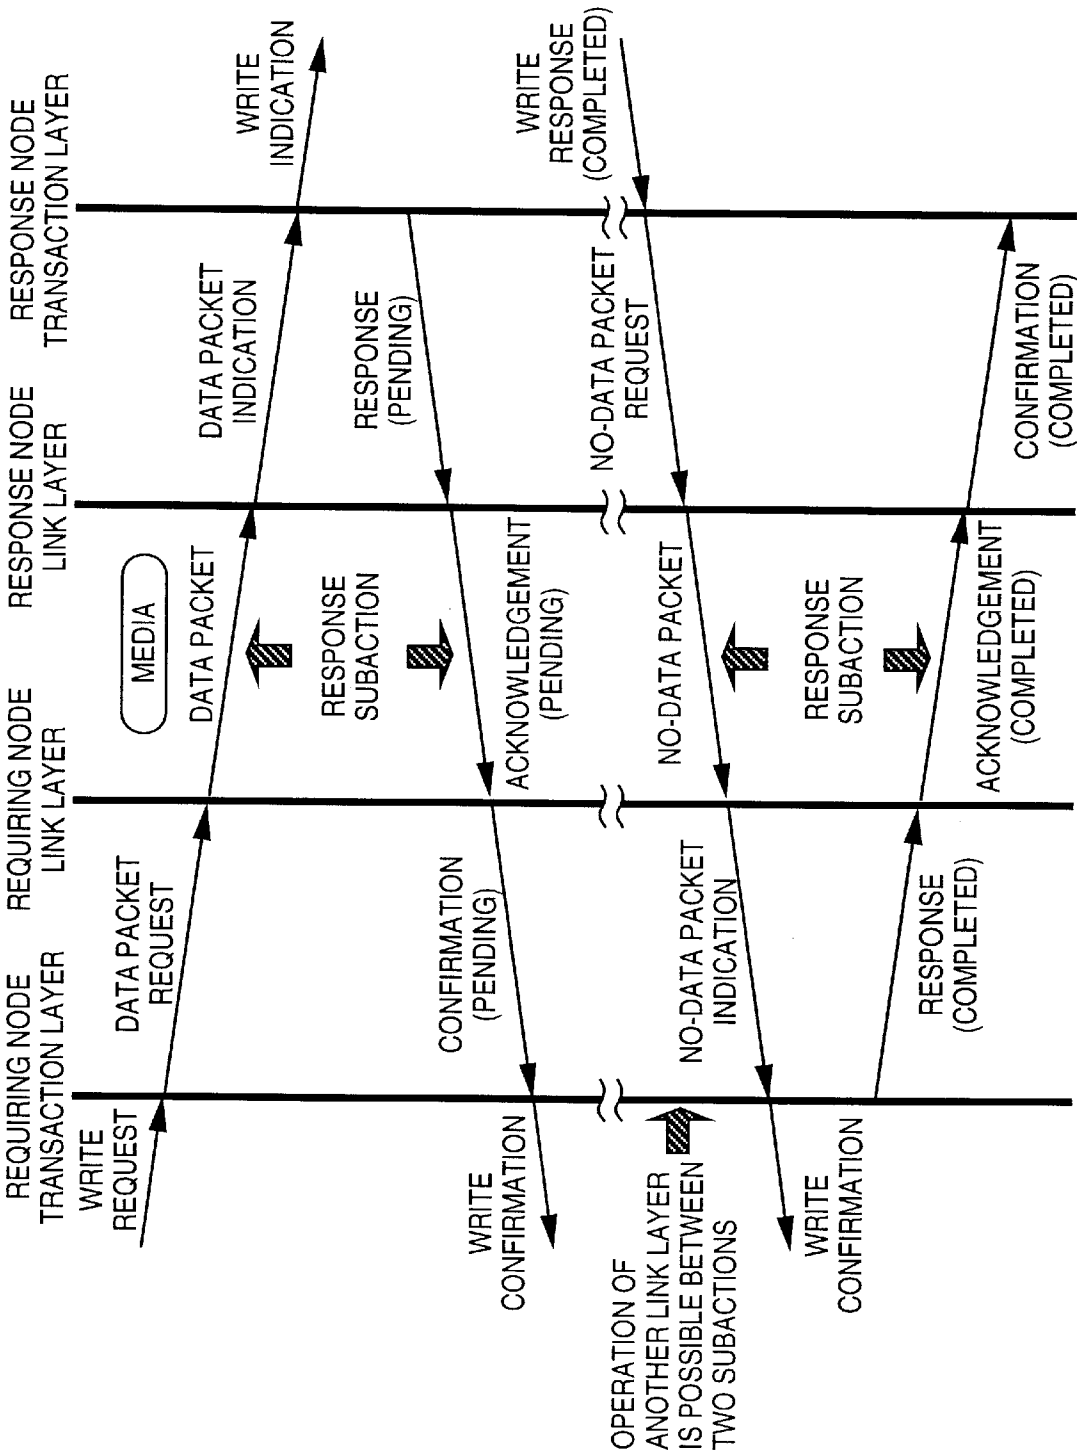 REQUIRING NODE
TRANSACTION LAYER
REQUIRING NODE
LINK LAYER
RESPONSE NODE
LINK LAYER
RESPONSE NODE
TRANSACTION LAYER
MEDIA
WRITE
REQUEST
DATA PACKET
REQUEST
DATA PACKET
DATA PACKET
INDICATION
WRITE
INDICATION
RESPONSE
SUBACTION
RESPONSE
(PENDING)
ACKNOWLEDGEMENT
(PENDING)
CONFIRMATION
(PENDING)
WRITE
CONFIRMATION
OPERATION OF
ANOTHER LINK LAYER
IS POSSIBLE BETWEEN
TWO SUBACTIONS
WRITE
RESPONSE
(COMPLETED)
NO-DATA PACKET
REQUEST
NO-DATA PACKET
NO-DATA PACKET
INDICATION
WRITE
CONFIRMATION
RESPONSE
SUBACTION
RESPONSE
(COMPLETED)
ACKNOWLEDGEMENT
(COMPLETED)
CONFIRMATION
(COMPLETED)